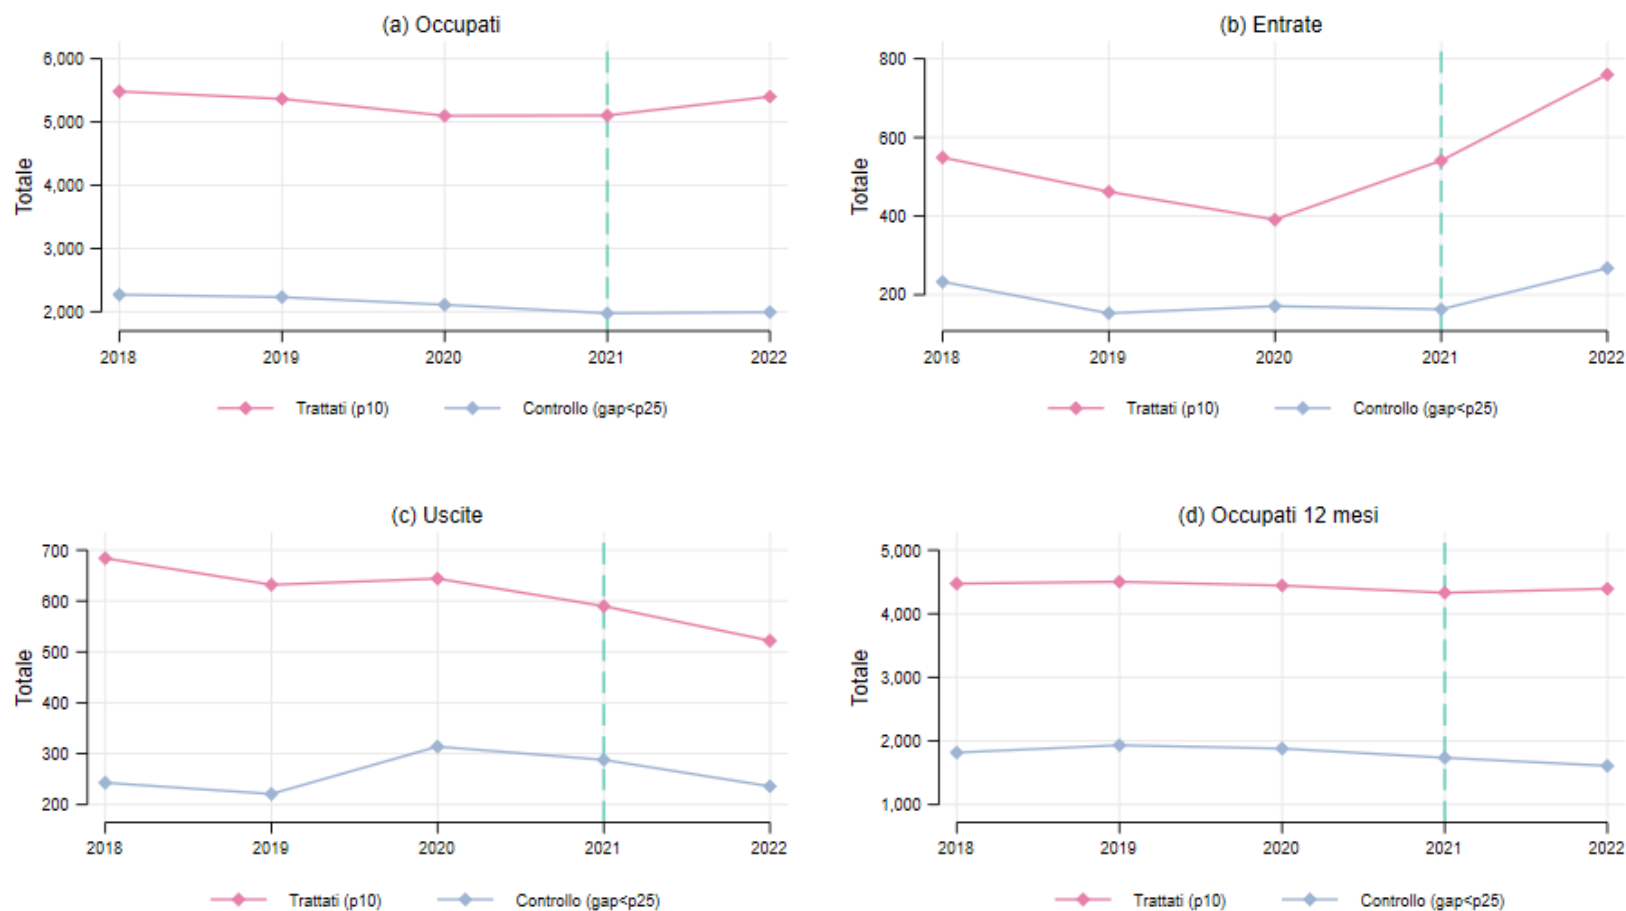 (a) Occupati
6,000
5,000
4,000
3,000
2,000
Totale
2018 2019 2020 2021 2022
Trattati (p10) Controllo (gap<p25)
(b) Entrate
800
600
400
200
Totale
2018 2019 2020 2021 2022
Trattati (p10) Controllo (gap<p25)
(c) Uscite
700
600
500
400
300
200
Totale
2018 2019 2020 2021 2022
Trattati (p10) Controllo (gap<p25)
(d) Occupati 12 mesi
5,000
4,000
3,000
2,000
1,000
Totale
2018 2019 2020 2021 2022
Trattati (p10) Controllo (gap<p25)